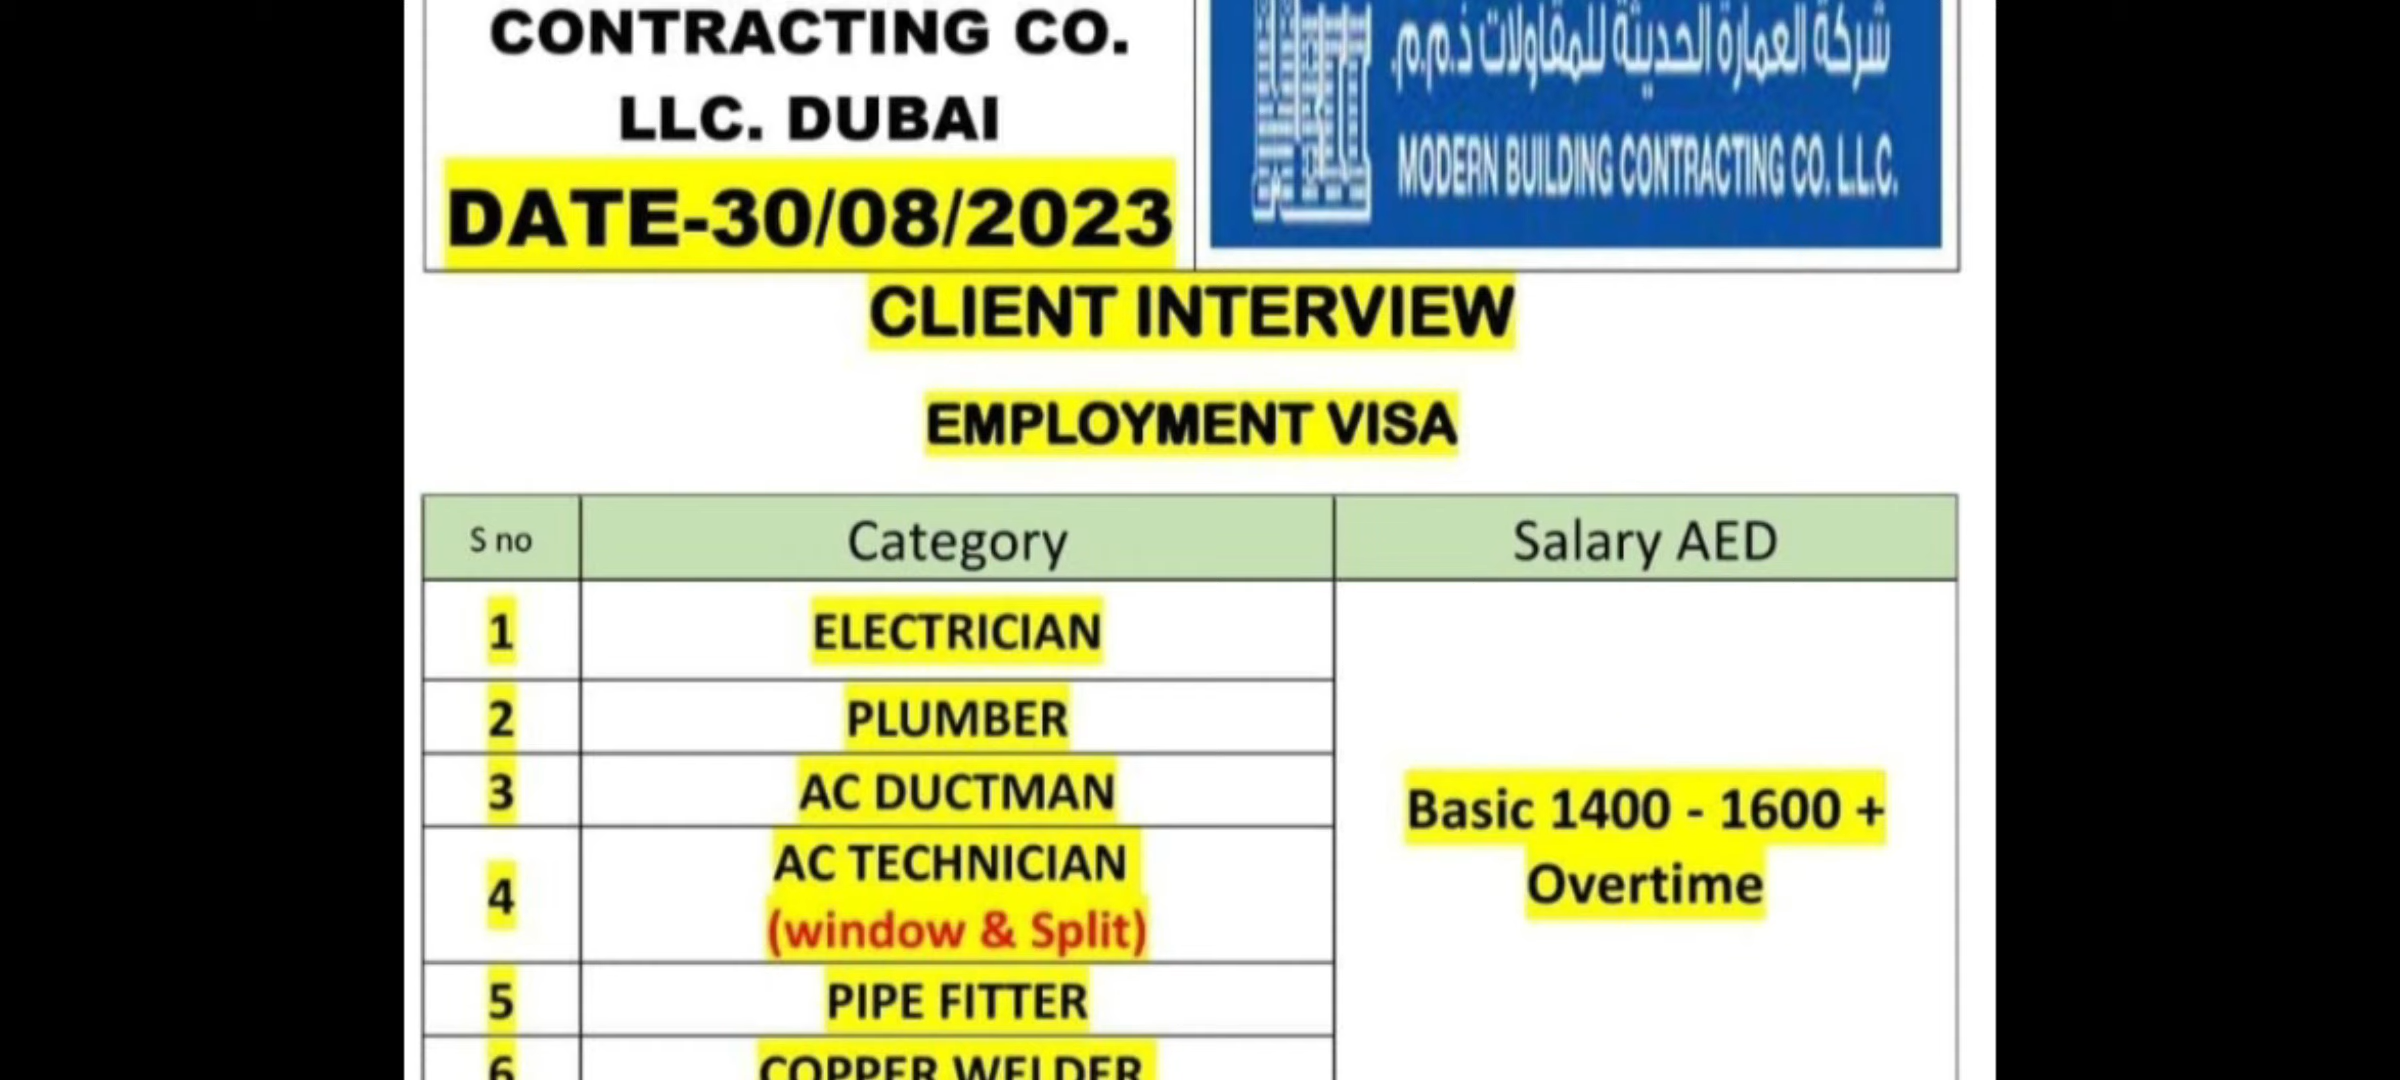 CONTRACTING CO.
LLC. DUBAI
DATE-30/08/2023
شركة العمارة الحديثة للمقاولات ذ.م.م.
MODERN BUILDING CONTRACTING CO. L.L.C.
CLIENT INTERVIEW
EMPLOYMENT VISA
S no Category Salary AED
1 ELECTRICIAN
2 PLUMBER
3 AC DUCTMAN
4 AC TECHNICIAN
(window & Split)
5 PIPE FITTER
6 COPPER WELDER
Basic 1400 - 1600 +
Overtime